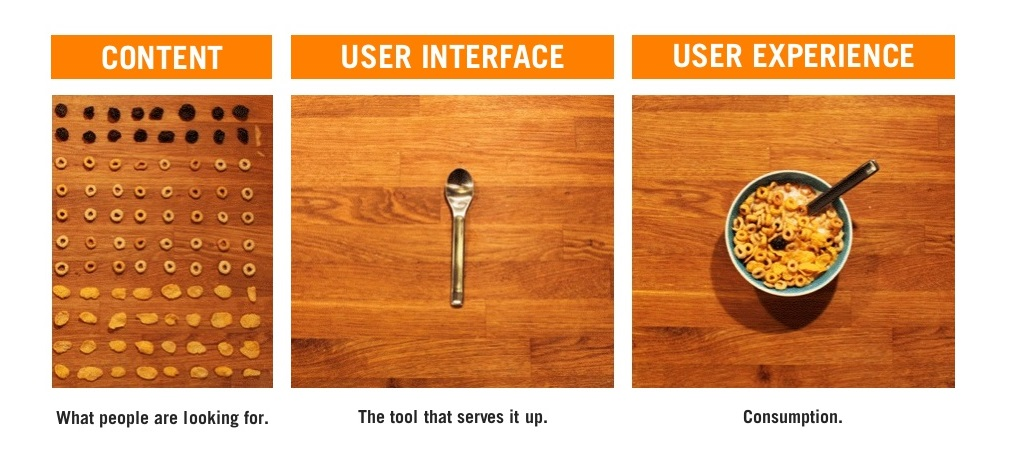 CONTENT
USER INTERFACE
USER EXPERIENCE
What people are looking for.
The tool that serves it up.
Consumption.